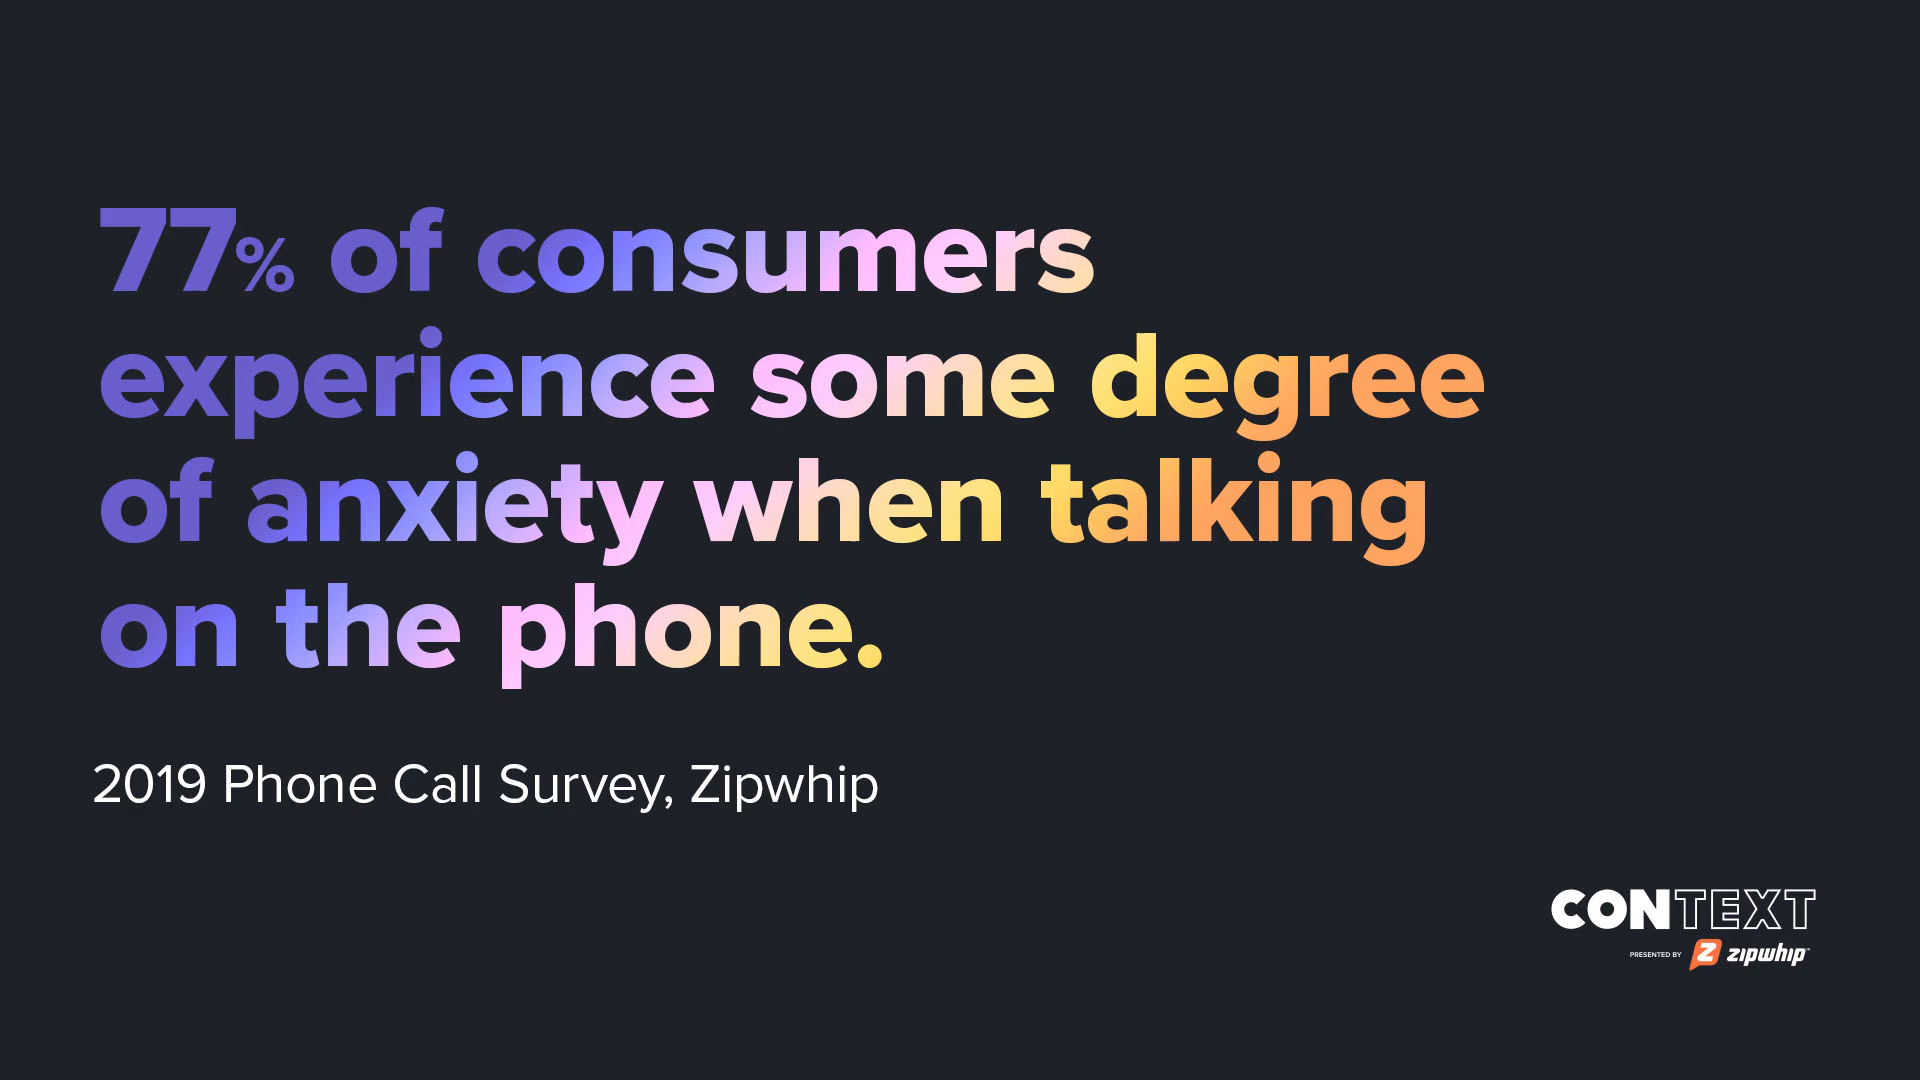 77% of consumers
experience some degree
of anxiety when talking
on the phone.
2019 Phone Call Survey, Zipwhip
CONTEXT
PRESENTED BY Z zipwhip™